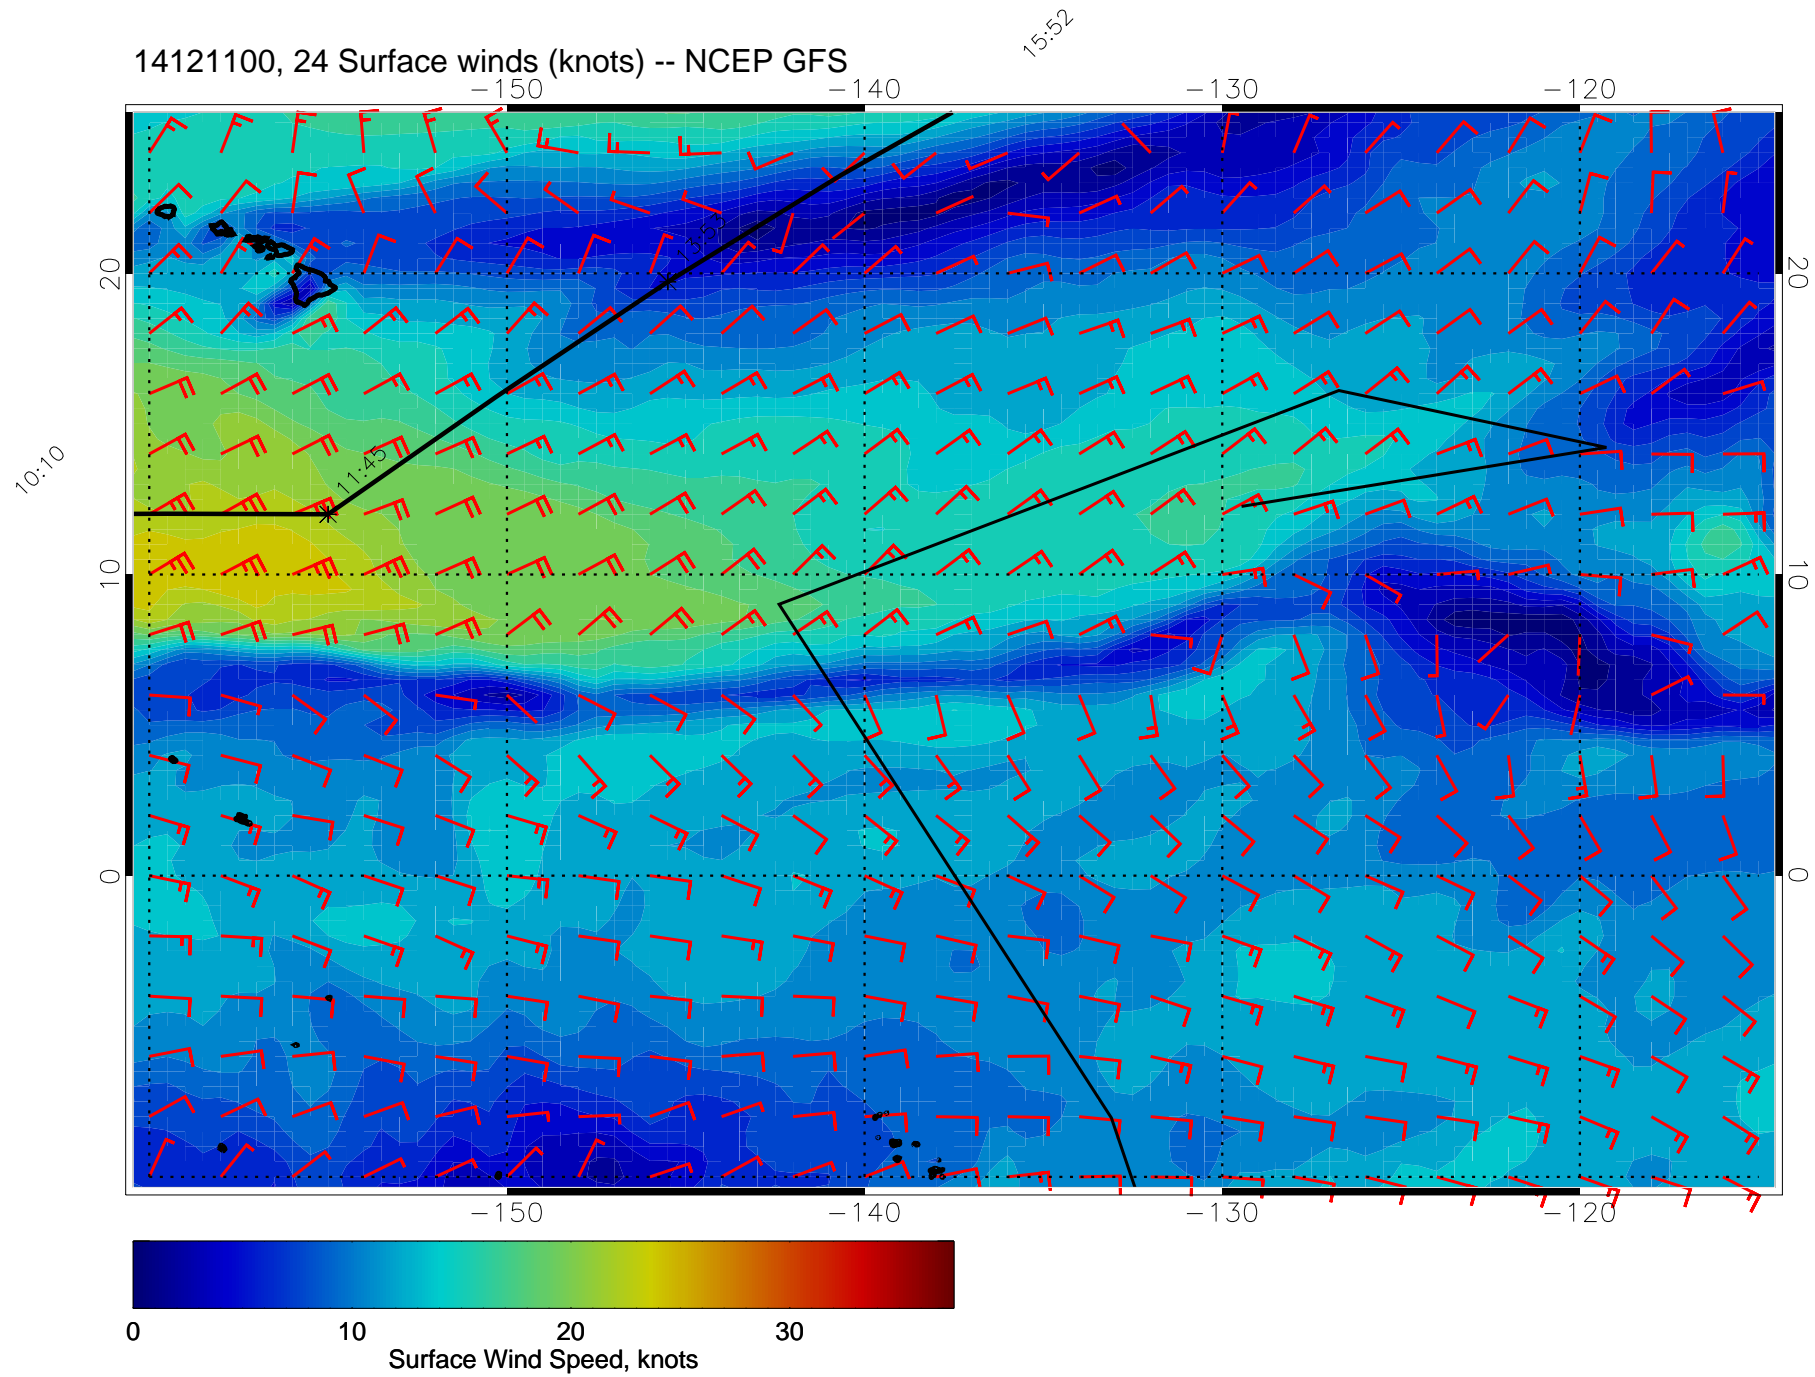 15:52
14121100, 24 Surface winds (knots) -- NCEP GFS
−150 −140 −130 −120
20 20
10:10
11:45
10 10
0 0
−150 −140 −130 −120
0 10 20 30
Surface Wind Speed, knots